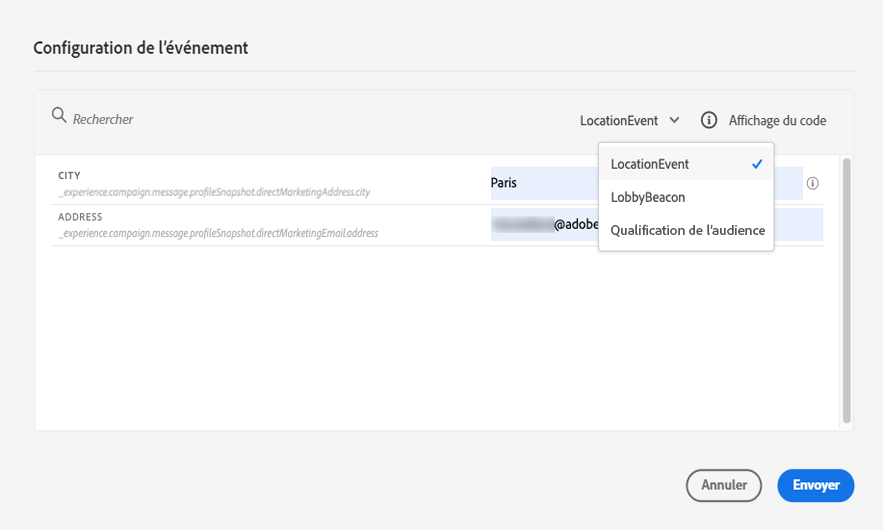 Configuration de l'événement
Rechercher
LocationEvent
Affichage du code
LocationEvent
LobbyBeacon
Qualification de l'audience
CITY
_experience.campaign.message.profileSnapshot.directMarketingAddress.city
Paris
ADDRESS
_experience.campaign.message.profileSnapshot.directMarketingEmail.address
@adobe
Annuler
Envoyer